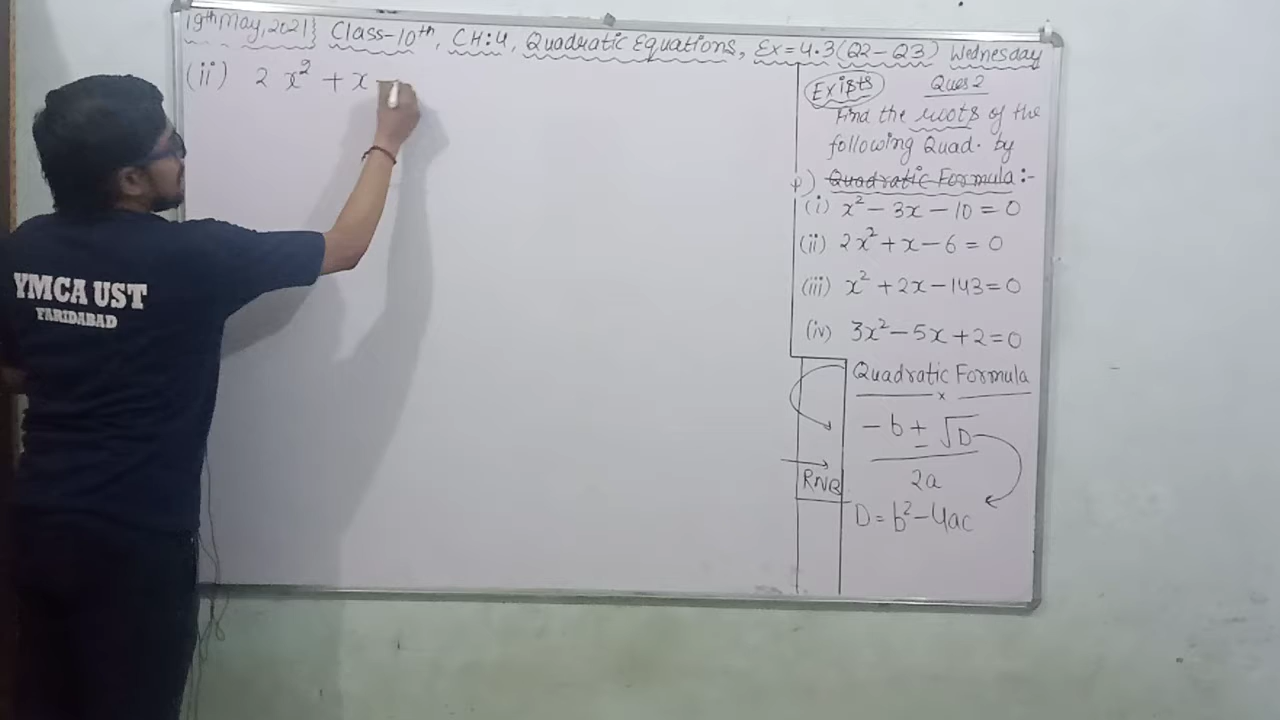 19th May, 2021} Class-10th, CH:4, Quadratic Equations, Ex=4.3(Q2-Q3) Wednesday
(ii) 2x² + x -
Exists
Ques 2
Find the roots of the
following Quad. by
Quadratic Formula:-
(i) x² - 3x - 10 = 0
(ii) 2x² + x - 6 = 0
(iii) x² + 2x - 143 = 0
(iv) 3x² - 5x + 2 = 0
Quadratic Formula
-b ± √D
2a
D = b² - 4ac
RNB
YMCA UST
FARIDABAD